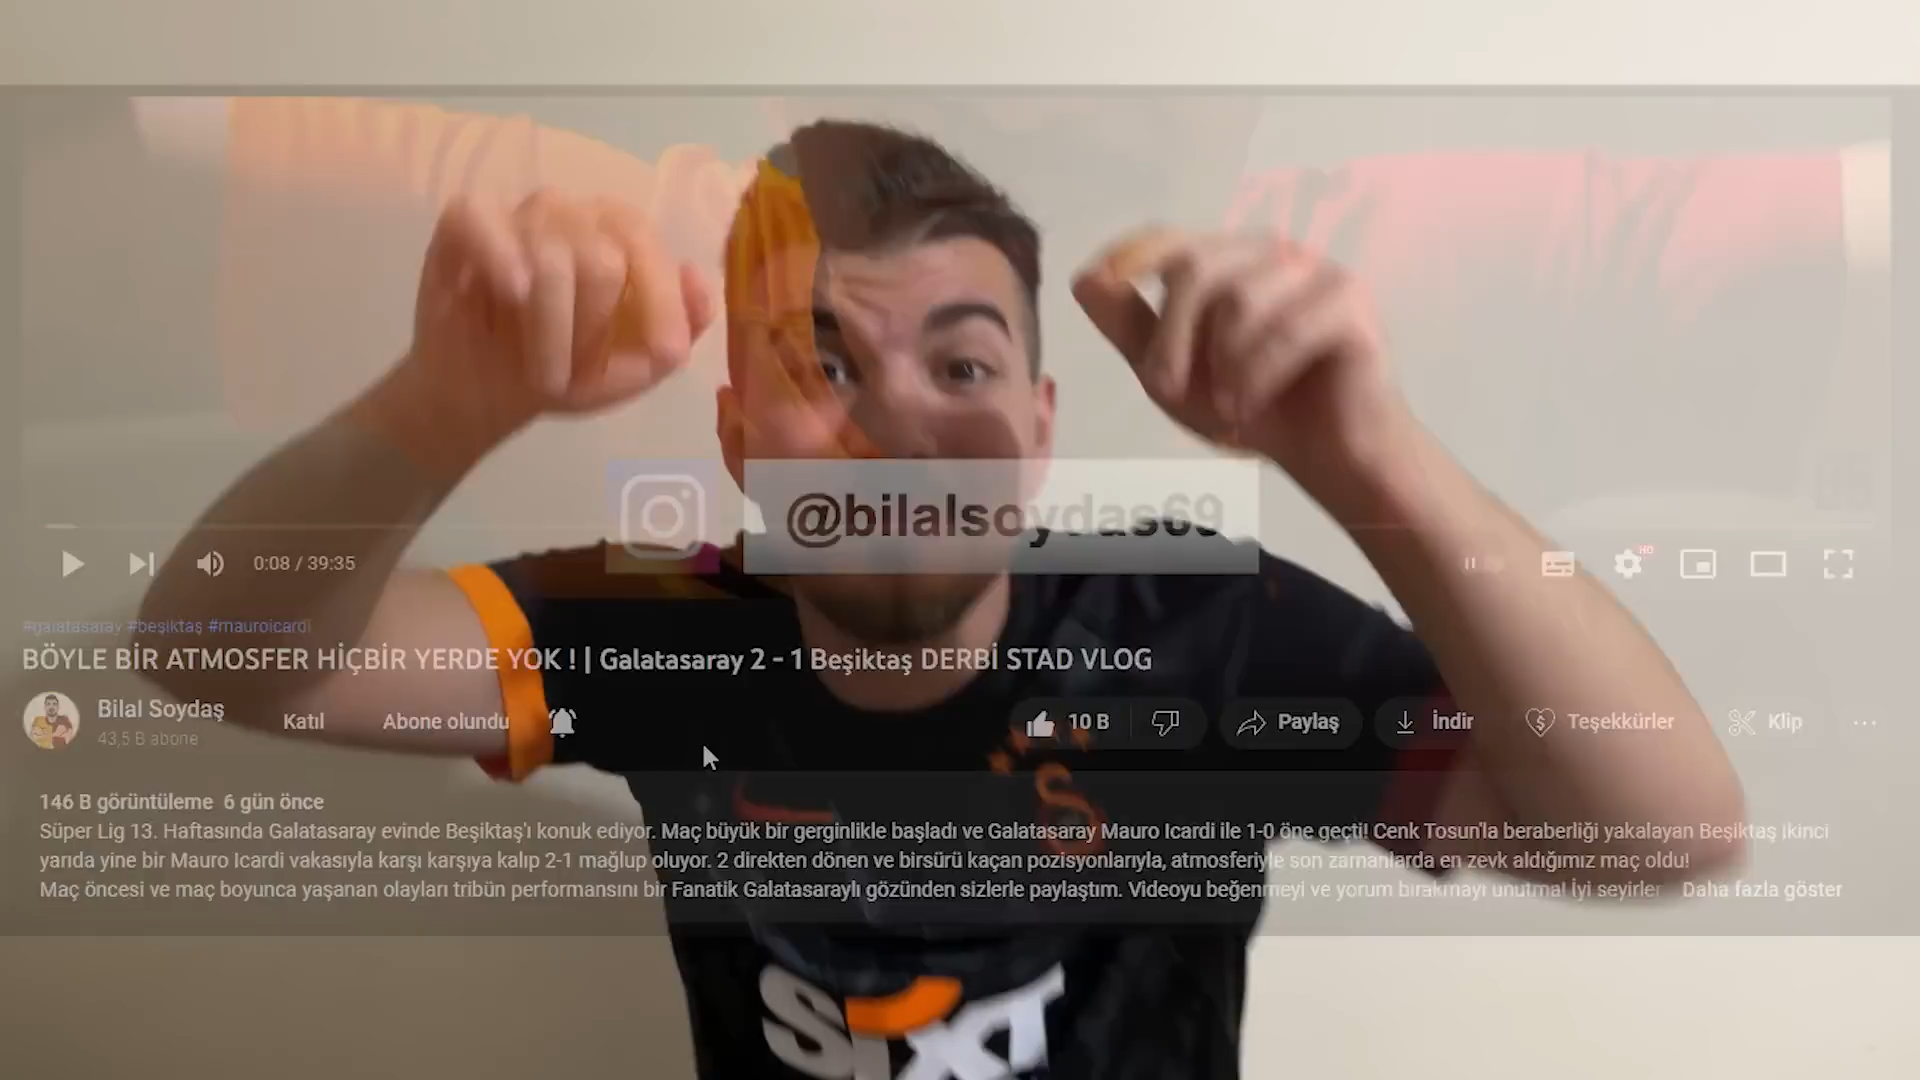 @bilalsoydas69
0:08 / 39:35
HD
#galatasaray #beşiktaş #mauroicardi
BÖYLE BİR ATMOSFER HİÇBİR YERDE YOK ! | Galatasaray 2 - 1 Beşiktaş DERBİ STAD VLOG
Bilal Soydaş
43,5 B abone
Katıl
Abone olundu
10 B
Paylaş
İndir
Teşekkürler
Klip
146 B görüntüleme 6 gün önce
Süper Lig 13. Haftasında Galatasaray evinde Beşiktaş'ı konuk ediyor. Maç büyük bir gerginlikle başladı ve Galatasaray Mauro Icardi ile 1-0 öne geçti! Cenk Tosun'la beraberliği yakalayan Beşiktaş ikinci
yarıda yine bir Mauro Icardi vakasıyla karşı karşıya kalıp 2-1 mağlup oluyor. 2 direkten dönen ve birsürü kaçan pozisyonlarıyla, atmosferiyle son zamanlarda en zevk aldığımız maç oldu!
Maç öncesi ve maç boyunca yaşanan olayları tribün performansını bir Fanatik Galatasaraylı gözünden sizlerle paylaştım. Videoyu beğenmeyi ve yorum bırakmayı unutma! İyi seyirler Daha fazla göster
SIXT